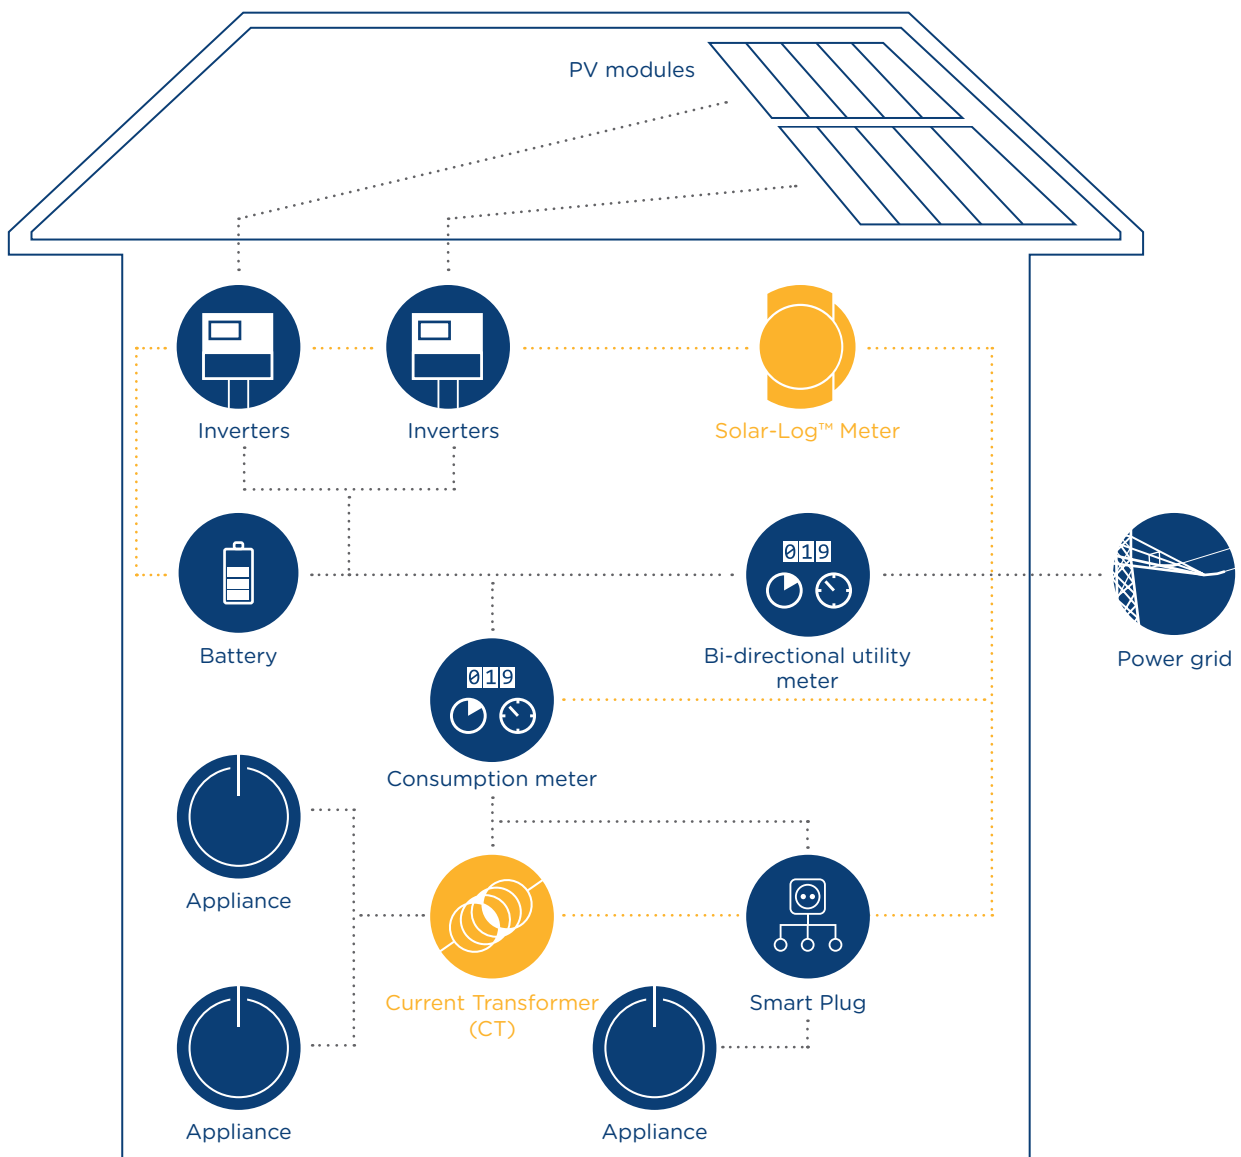 PV modules
Inverters
Inverters
Solar-Log™ Meter
019
Battery
Bi-directional utility
meter
Power grid
019
Consumption meter
Appliance
Current Transformer
(CT)
Smart Plug
Appliance
Appliance